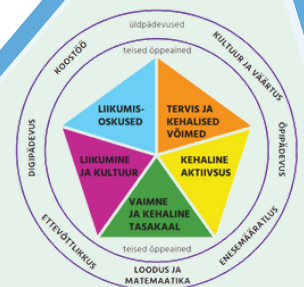 üldpädevused
teised õppeained
KOOSTÖÖ
KULTUUR JA VÄÄRTUS
LIIKUMIS-
OSKUSED
TERVIS JA
KEHALISED
VÕIMED
DIGIPÄDEVUS
ÕPIPÄDEVUS
LIIKUMINE
JA KULTUUR
KEHALINE
AKTIIVSUS
VAIMNE
JA KEHALINE
TASAKAAL
ETTEVÕTLIKKUS
ENESEMÄÄRATLUS
teised õppeained
LOODUS JA
MATEMAATIKA